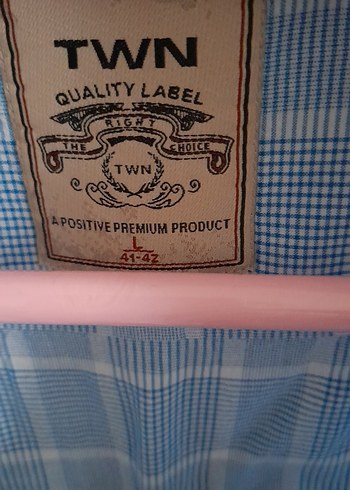 TWN
QUALITY LABEL
RIGHT
THE CHOICE
TWN
A POSITIVE PREMIUM PRODUCT
L
41-42